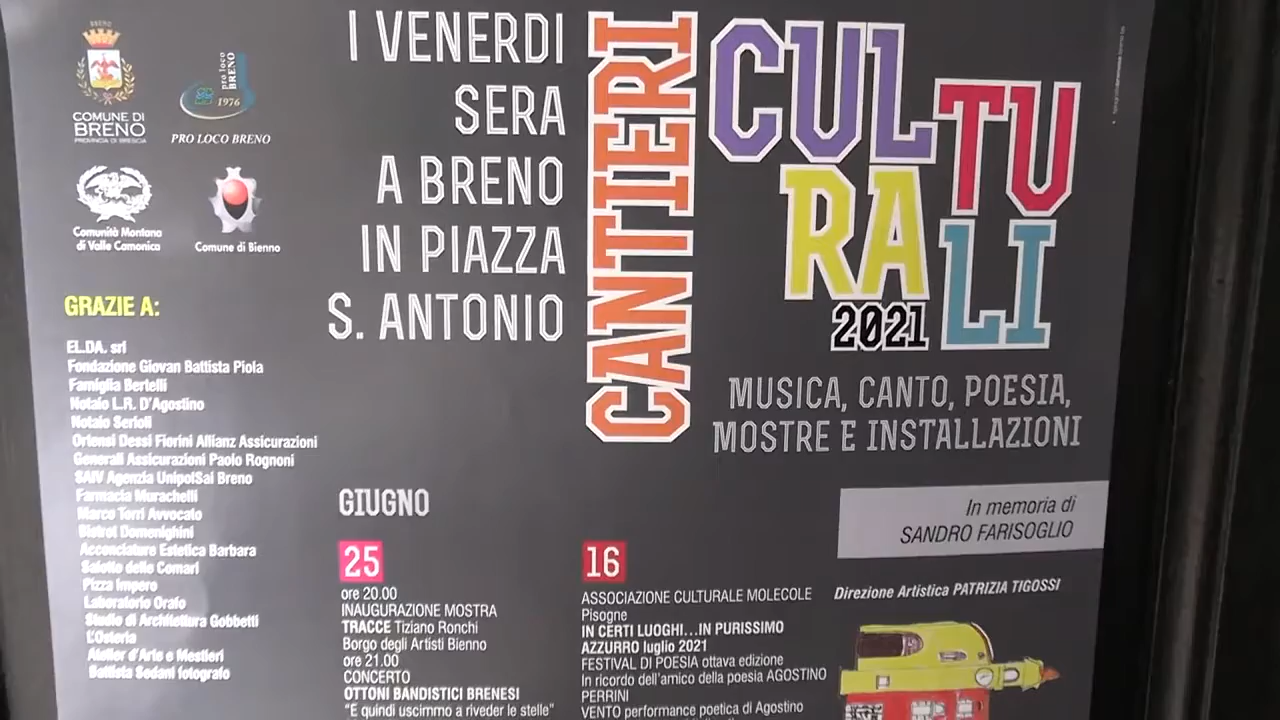 BRENO
COMUNE DI
BRENO
PROVINCIA DI BRESCIA
pro loco
BRENO
1976
PRO LOCO BRENO
Comunità Montana
di Valle Camonica
Comune di Bienno
GRAZIE A:
EL.DA. srl
Fondazione Giovan Battista Piola
Famiglia Bertelli
Notaio L.R. D'Agostino
Notaio Serioli
Ortensi Dessi Fiorini Allianz Assicurazioni
Generali Assicurazioni Paolo Rognoni
SAIV Agenzia UnipolSai Breno
Farmacia Murachelli
Marco Torri Avvocato
Bistrot Domenighini
Acconciature Estetica Barbara
Salotto delle Comari
Pizza Impero
Laboratorio Orafo
Studio di Architettura Gobbetti
L'Osteria
Atelier d'Arte e Mestieri
Battista Sedani fotografo
I VENERDI
SERA
A BRENO
IN PIAZZA
S. ANTONIO
CANTIERI
CULTU
RALI
2021
MUSICA, CANTO, POESIA,
MOSTRE E INSTALLAZIONI
In memoria di
SANDRO FARISOGLIO
Direzione Artistica PATRIZIA TIGOSSI
GIUGNO
25
ore 20.00
INAUGURAZIONE MOSTRA
TRACCE Tiziano Ronchi
Borgo degli Artisti Bienno
ore 21.00
CONCERTO
OTTONI BANDISTICI BRENESI
"E quindi uscimmo a riveder le stelle"
16
ASSOCIAZIONE CULTURALE MOLECOLE
Pisogne
IN CERTI LUOGHI...IN PURISSIMO
AZZURRO luglio 2021
FESTIVAL DI POESIA ottava edizione
In ricordo dell'amico della poesia AGOSTINO
PERRINI
VENTO performance poetica di Agostino